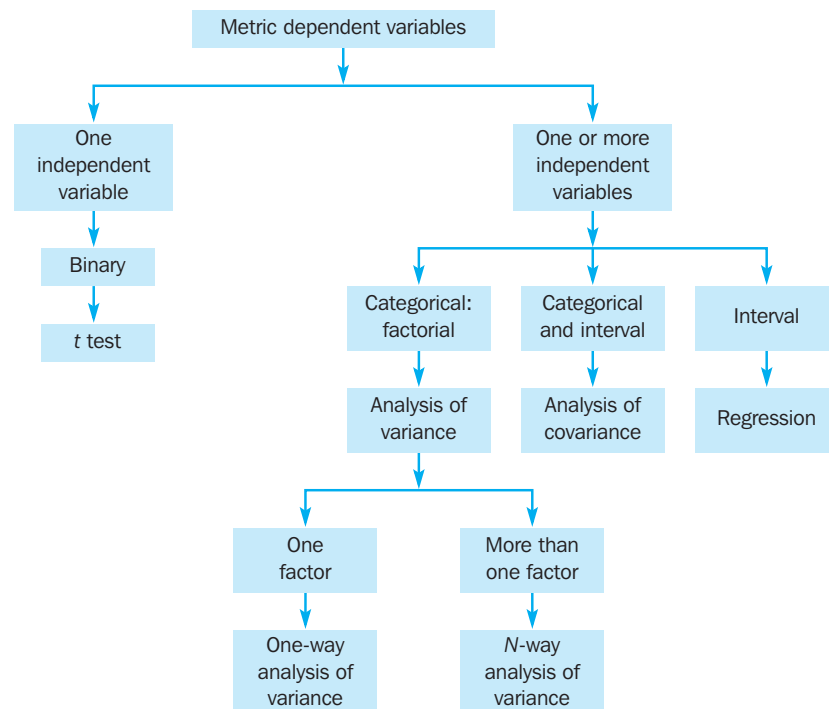 Metric dependent variables
One
independent
variable
One or more
independent
variables
Binary
t test
Categorical:
factorial
Categorical
and interval
Interval
Analysis of
variance
Analysis of
covariance
Regression
One
factor
More than
one factor
One-way
analysis of
variance
N-way
analysis of
variance